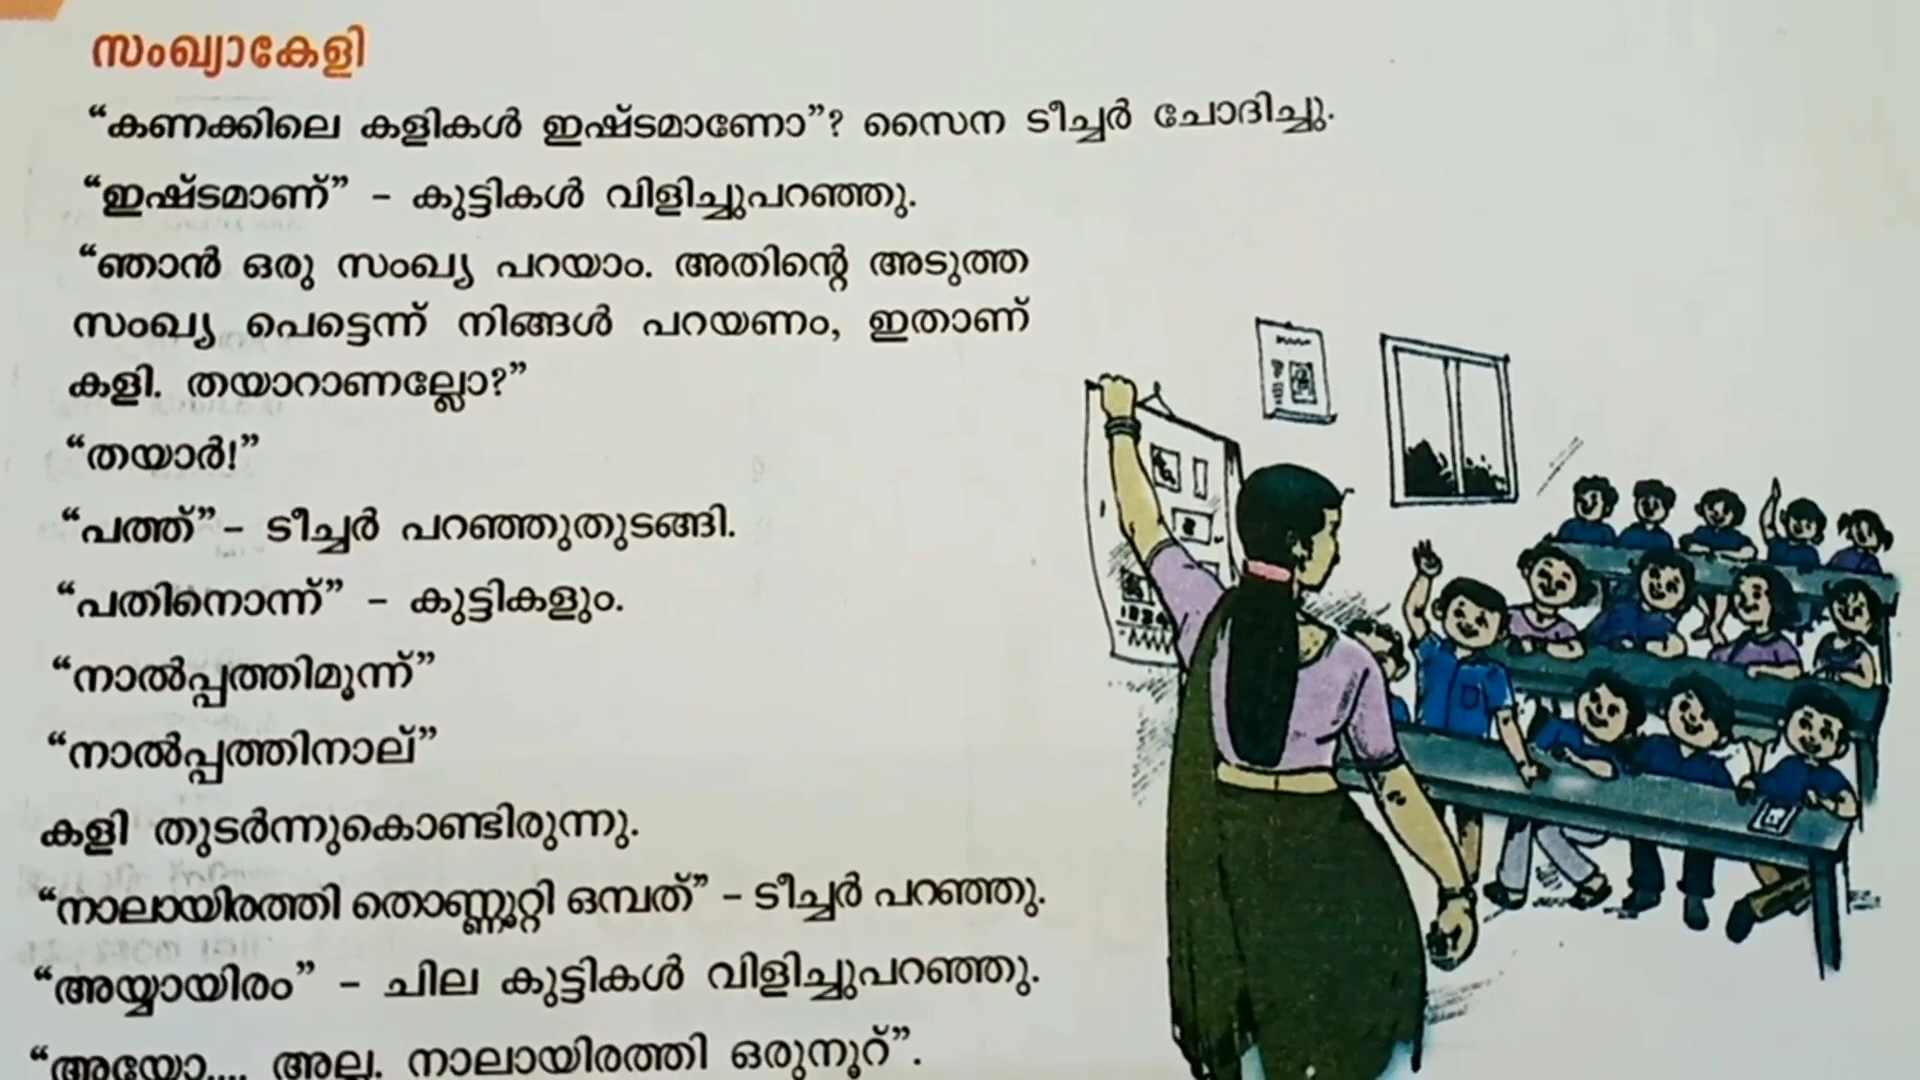 സംഖ്യാകേളി
“കണക്കിലെ കളികൾ ഇഷ്ടമാണോ”? സൈന ടീച്ചർ ചോദിച്ചു.
“ഇഷ്ടമാണ്” – കുട്ടികൾ വിളിച്ചുപറഞ്ഞു.
“ഞാൻ ഒരു സംഖ്യ പറയാം. അതിന്റെ അടുത്ത
സംഖ്യ പെട്ടെന്ന് നിങ്ങൾ പറയണം, ഇതാണ്
കളി. തയാറാണല്ലോ?”
“തയാർ!”
“പത്ത്”– ടീച്ചർ പറഞ്ഞുതുടങ്ങി.
“പതിനൊന്ന്” – കുട്ടികളും.
“നാൽപ്പത്തിമൂന്ന്”
“നാൽപ്പത്തിനാല്”
കളി തുടർന്നുകൊണ്ടിരുന്നു.
“നാലായിരത്തി തൊണ്ണൂറ്റി ഒമ്പത്” – ടീച്ചർ പറഞ്ഞു.
“അയ്യായിരം” – ചില കുട്ടികൾ വിളിച്ചുപറഞ്ഞു.
“അയ്യോ.... അല്ല. നാലായിരത്തി ഒരുനൂറ്”.